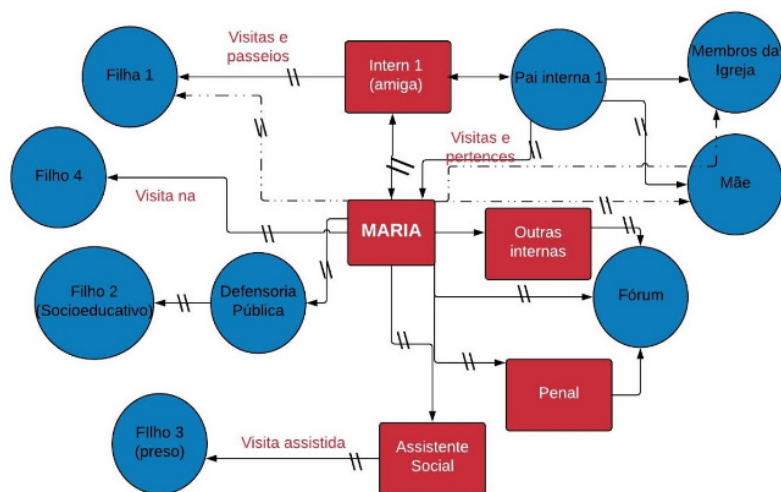 Visitas e
passeios
Filha 1
Intern 1
(amiga)
Pai interna 1
Membros da
Igreja
Visitas e
pertences
Filho 4
Visita na
Mãe
MARIA
Outras
internas
Filho 2
(Socioeducativo)
Defensoria
Pública
Fórum
Penal
FIlho 3
(preso)
Visita assistida
Assistente
Social